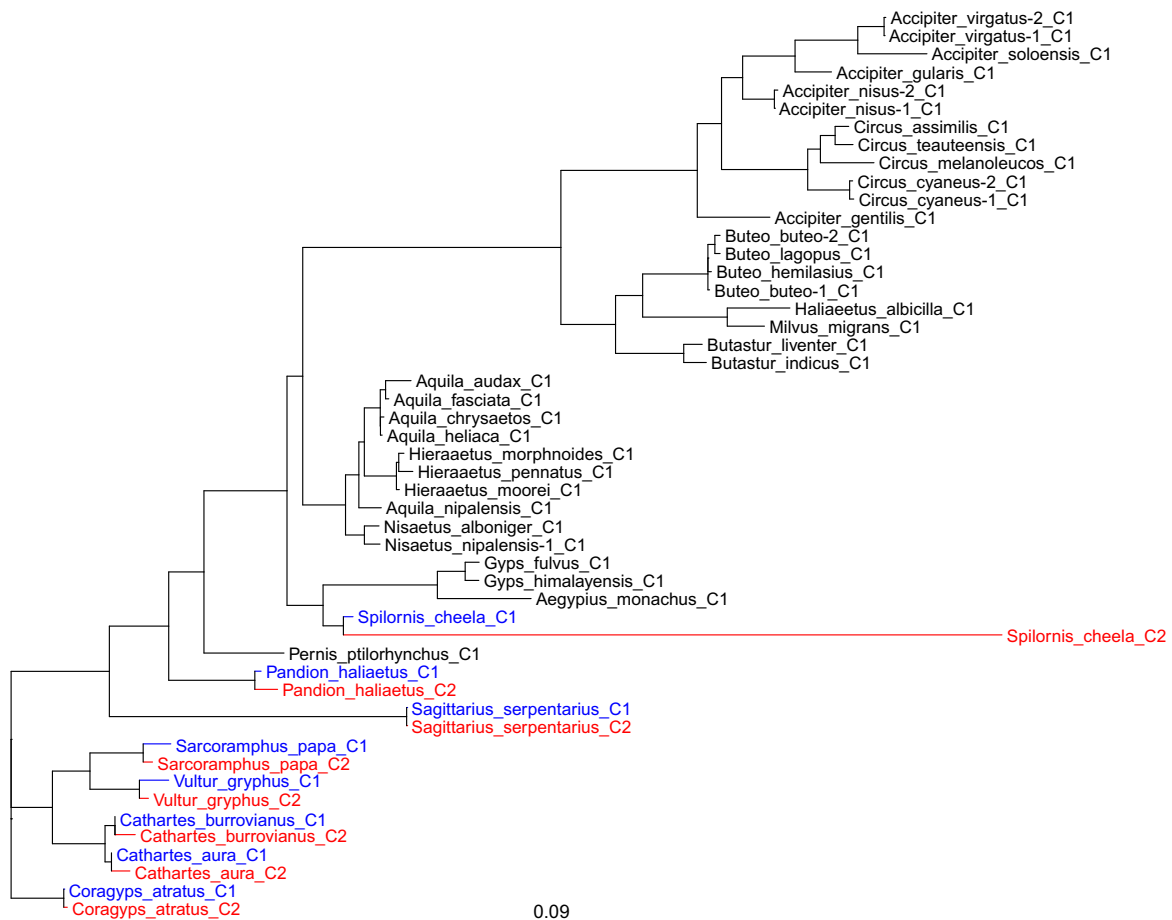 Accipiter_virgatus-2_C1
Accipiter_virgatus-1_C1
Accipiter_soloensis_C1
Accipiter_gularis_C1
Accipiter_nisus-2_C1
Accipiter_nisus-1_C1
Circus_assimilis_C1
Circus_teauteensis_C1
Circus_melanoleucos_C1
Circus_cyaneus-2_C1
Circus_cyaneus-1_C1
Accipiter_gentilis_C1
Buteo_buteo-2_C1
Buteo_lagopus_C1
Buteo_hemilasius_C1
Buteo_buteo-1_C1
Haliaeetus_albicilla_C1
Milvus_migrans_C1
Butastur_liventer_C1
Butastur_indicus_C1
Aquila_audax_C1
Aquila_fasciata_C1
Aquila_chrysaetos_C1
Aquila_heliaca_C1
Hieraaetus_morphnoides_C1
Hieraaetus_pennatus_C1
Hieraaetus_moorei_C1
Aquila_nipalensis_C1
Nisaetus_alboniger_C1
Nisaetus_nipalensis-1_C1
Gyps_fulvus_C1
Gyps_himalayensis_C1
Aegypius_monachus_C1
Spilornis_cheela_C1
Spilornis_cheela_C2
Pernis_ptilorhynchus_C1
Pandion_haliaetus_C1
Pandion_haliaetus_C2
Sagittarius_serpentarius_C1
Sagittarius_serpentarius_C2
Sarcoramphus_papa_C1
Sarcoramphus_papa_C2
Vultur_gryphus_C1
Vultur_gryphus_C2
Cathartes_burrovianus_C1
Cathartes_burrovianus_C2
Cathartes_aura_C1
Cathartes_aura_C2
Coragyps_atratus_C1
Coragyps_atratus_C2
0.09